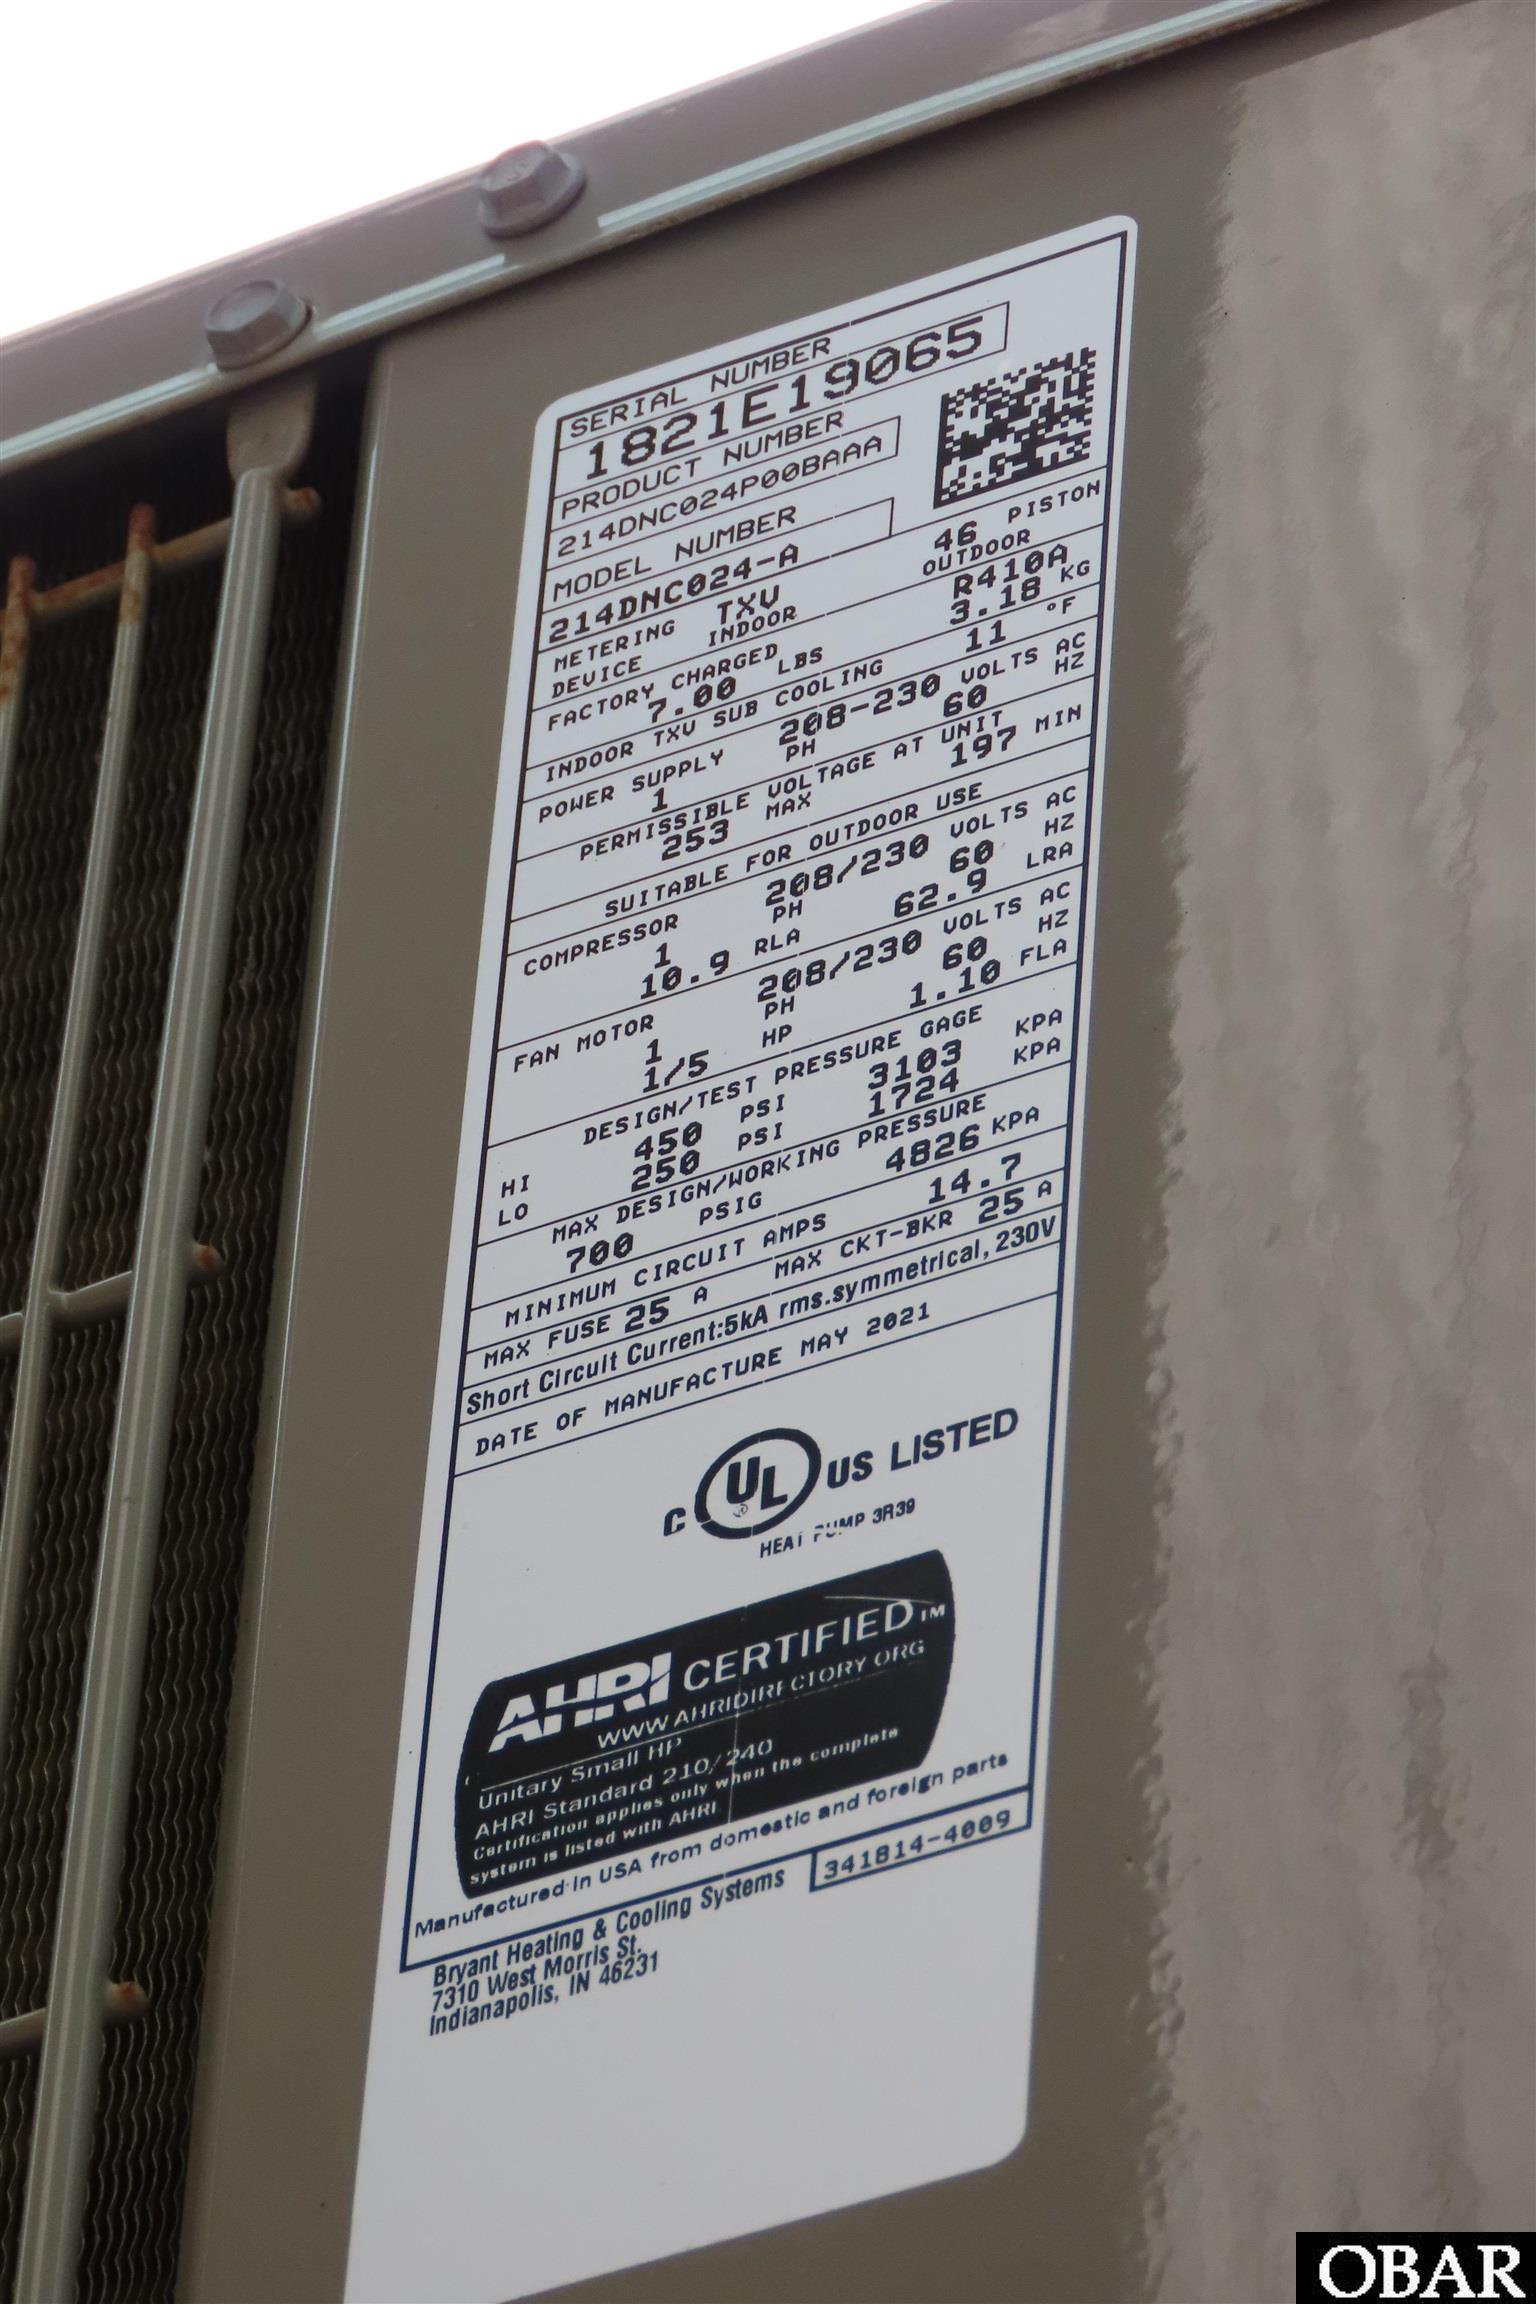 SERIAL NUMBER
1821E19065
PRODUCT NUMBER
214DNC024P00BAAA
MODEL NUMBER
214DNC024-A
METERING TXV 46 PISTON
DEVICE INDOOR OUTDOOR
FACTORY CHARGED R410A
7.00 LBS 3.18 KG
INDOOR TXV SUB COOLING 11 °F
POWER SUPPLY 208-230 VOLTS AC
1 PH 60 HZ
PERMISSIBLE VOLTAGE AT UNIT
253 MAX 197 MIN
SUITABLE FOR OUTDOOR USE
COMPRESSOR 208/230 VOLTS AC
1 PH 60 HZ
10.9 RLA 62.9 LRA
FAN MOTOR 208/230 VOLTS AC
1 PH 60 HZ
1/5 HP 1.10 FLA
DESIGN/TEST PRESSURE GAGE
HI 450 PSI 3103 KPA
LO 250 PSI 1724 KPA
MAX DESIGN/WORKING PRESSURE
700 PSIG 4826 KPA
MINIMUM CIRCUIT AMPS 14.7
MAX FUSE 25 A MAX CKT-BKR 25 A
Short Circuit Current:5kA rms.symmetrical, 230V
DATE OF MANUFACTURE MAY 2021
C UL US LISTED
HEAT PUMP 3R39
AHRI CERTIFIED TM
WWW.AHRIDIRECTORY.ORG
Unitary Small HP
AHRI Standard 210/240
Certification applies only when the complete
system is listed with AHRI
Manufactured in USA from domestic and foreign parts
341814-4009
Bryant Heating & Cooling Systems
7310 West Morris St.
Indianapolis, IN 46231
OBAR